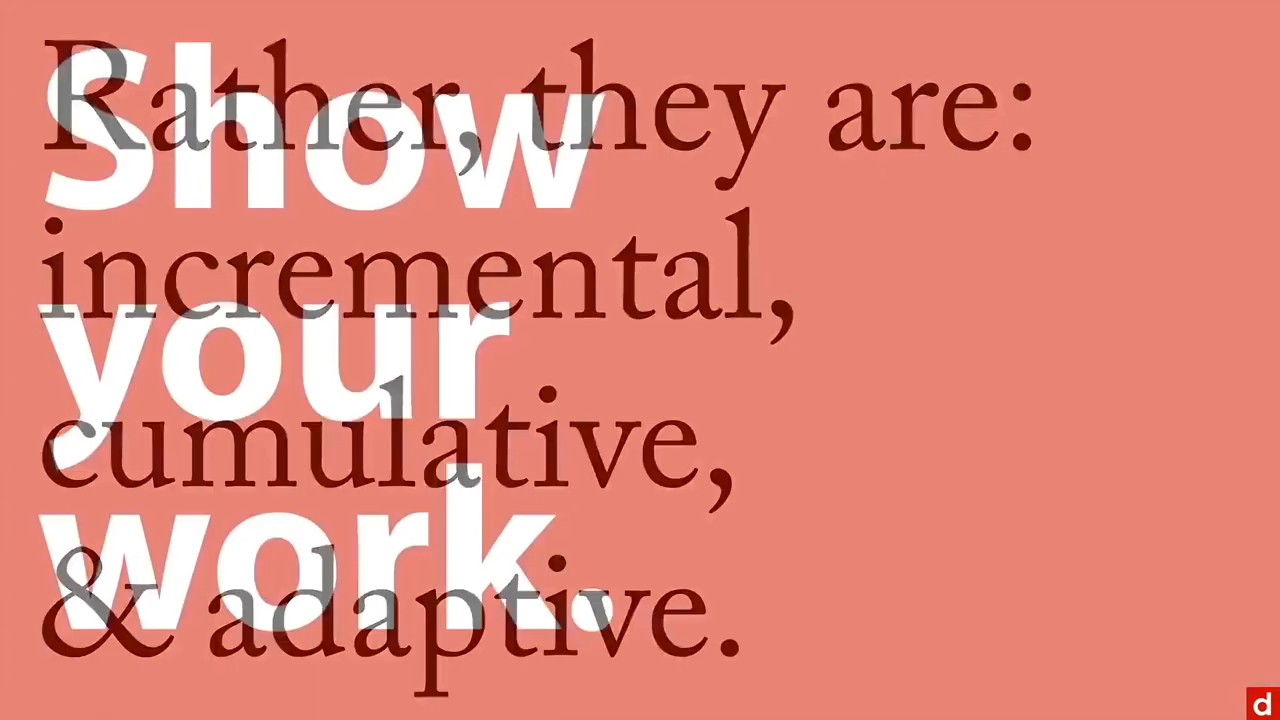 Rather, they are:
incremental,
cumulative,
& adaptive.
Show
your
work.
d